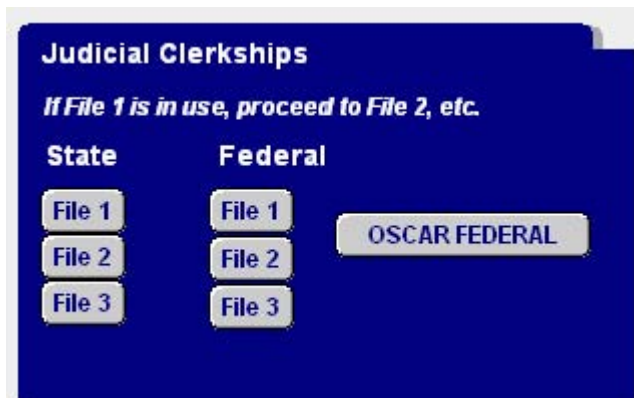 Judicial Clerkships
If File 1 is in use, proceed to File 2, etc.
State Federal
File 1 File 1
OSCAR FEDERAL
File 2 File 2
File 3 File 3